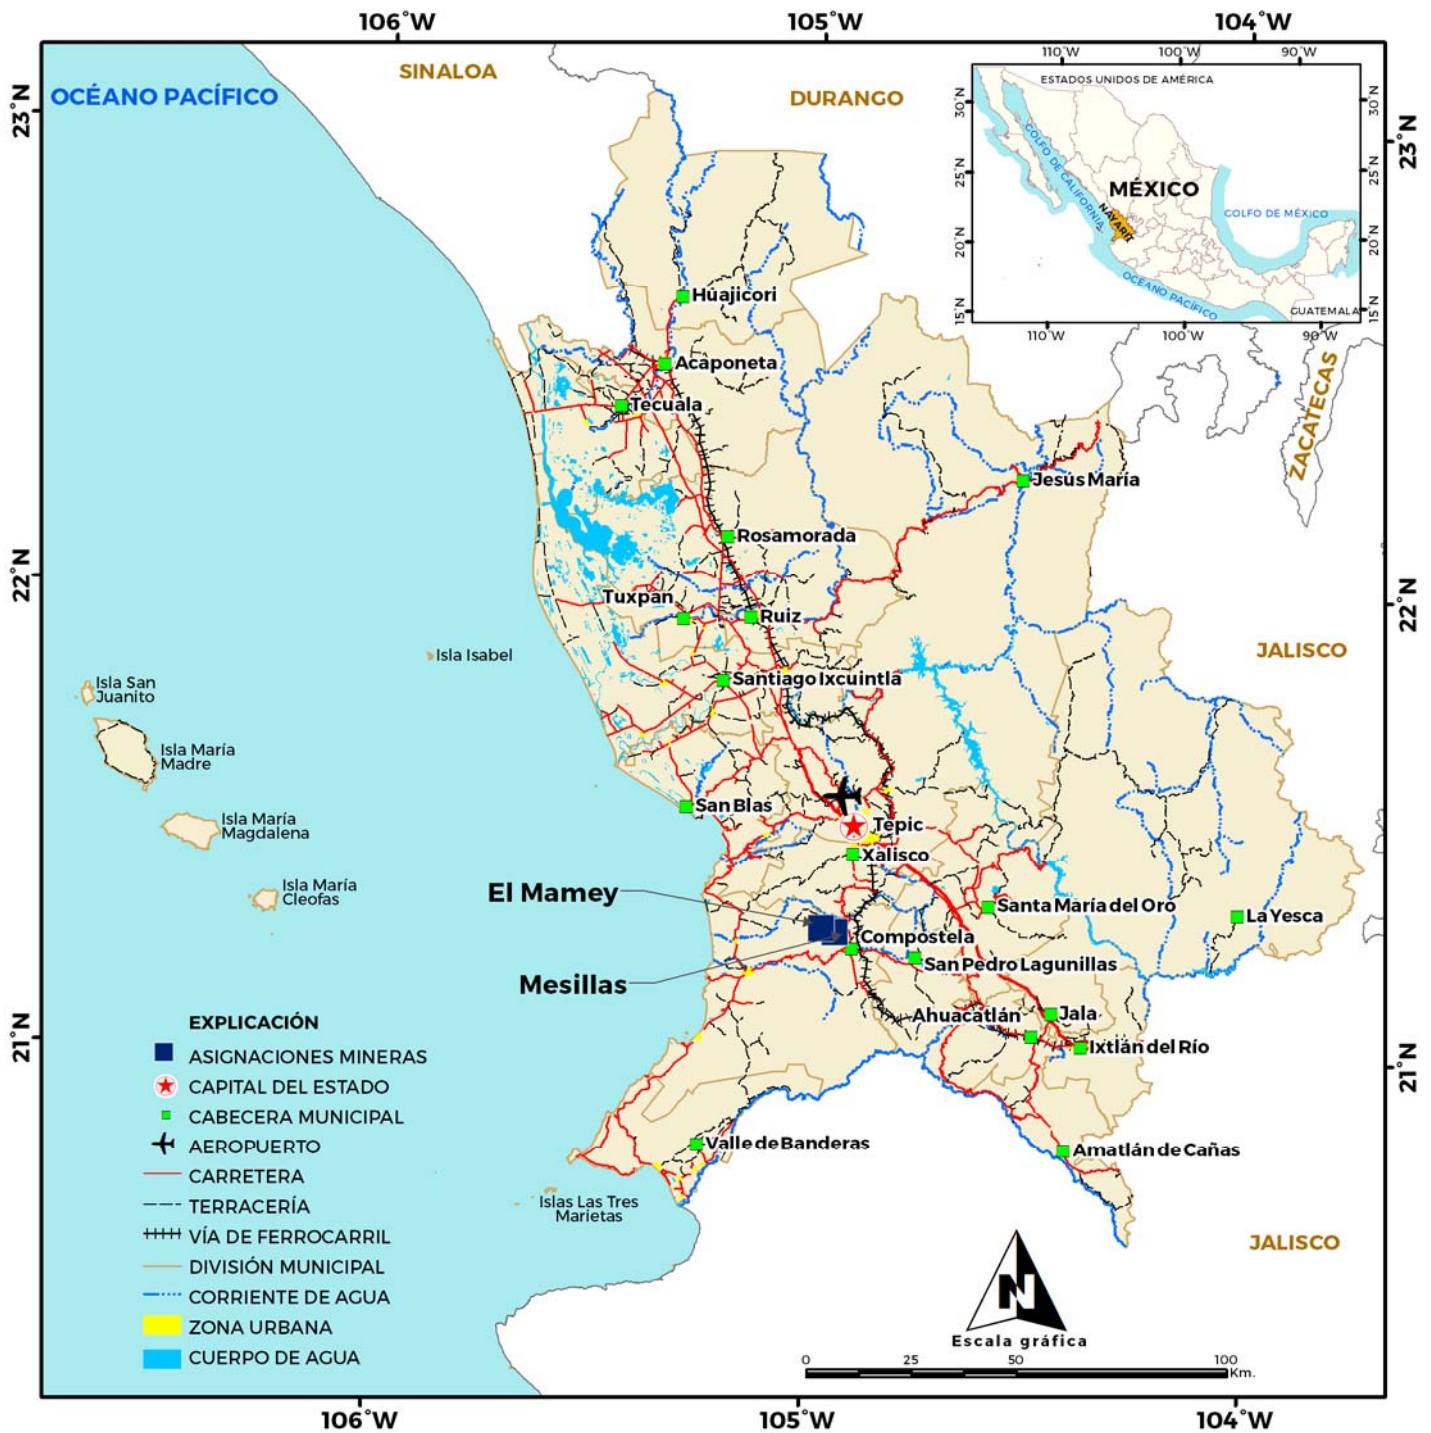 106°W 105°W 104°W
SINALOA
OCÉANO PACÍFICO
DURANGO
23°N
23°N
110°W 100°W 90°W
ESTADOS UNIDOS DE AMÉRICA
30°N
30°N
25°N
25°N
20°N
20°N
15°N
15°N
GOLFO DE CALIFORNIA
MÉXICO
NAYARIT
GOLFO DE MÉXICO
OCÉANO PACÍFICO
GUATEMALA
110°W 100°W 90°W
Huajicori
Acaponeta
Tecuala
ZACATECAS
Jesús María
Rosamorada
22°N
22°N
Tuxpan
Ruiz
Isla Isabel
JALISCO
Isla San
Juanito
Santiago Ixcuintla
Isla María
Madre
San Blas
Isla María
Magdalena
Tepic
Xalisco
Isla María
Cleofas
El Mamey
Santa María del Oro
La Yesca
Compostela
San Pedro Lagunillas
Mesillas
Ahuacatlán
Jala
Ixtlán del Río
21°N
21°N
EXPLICACIÓN
ASIGNACIONES MINERAS
CAPITAL DEL ESTADO
CABECERA MUNICIPAL
AEROPUERTO
CARRETERA
TERRACERÍA
VÍA DE FERROCARRIL
DIVISIÓN MUNICIPAL
CORRIENTE DE AGUA
ZONA URBANA
CUERPO DE AGUA
Valle de Banderas
Amatlán de Cañas
Islas Las Tres
Marietas
JALISCO
N
Escala gráfica
0 25 50 100
Km.
106°W 105°W 104°W